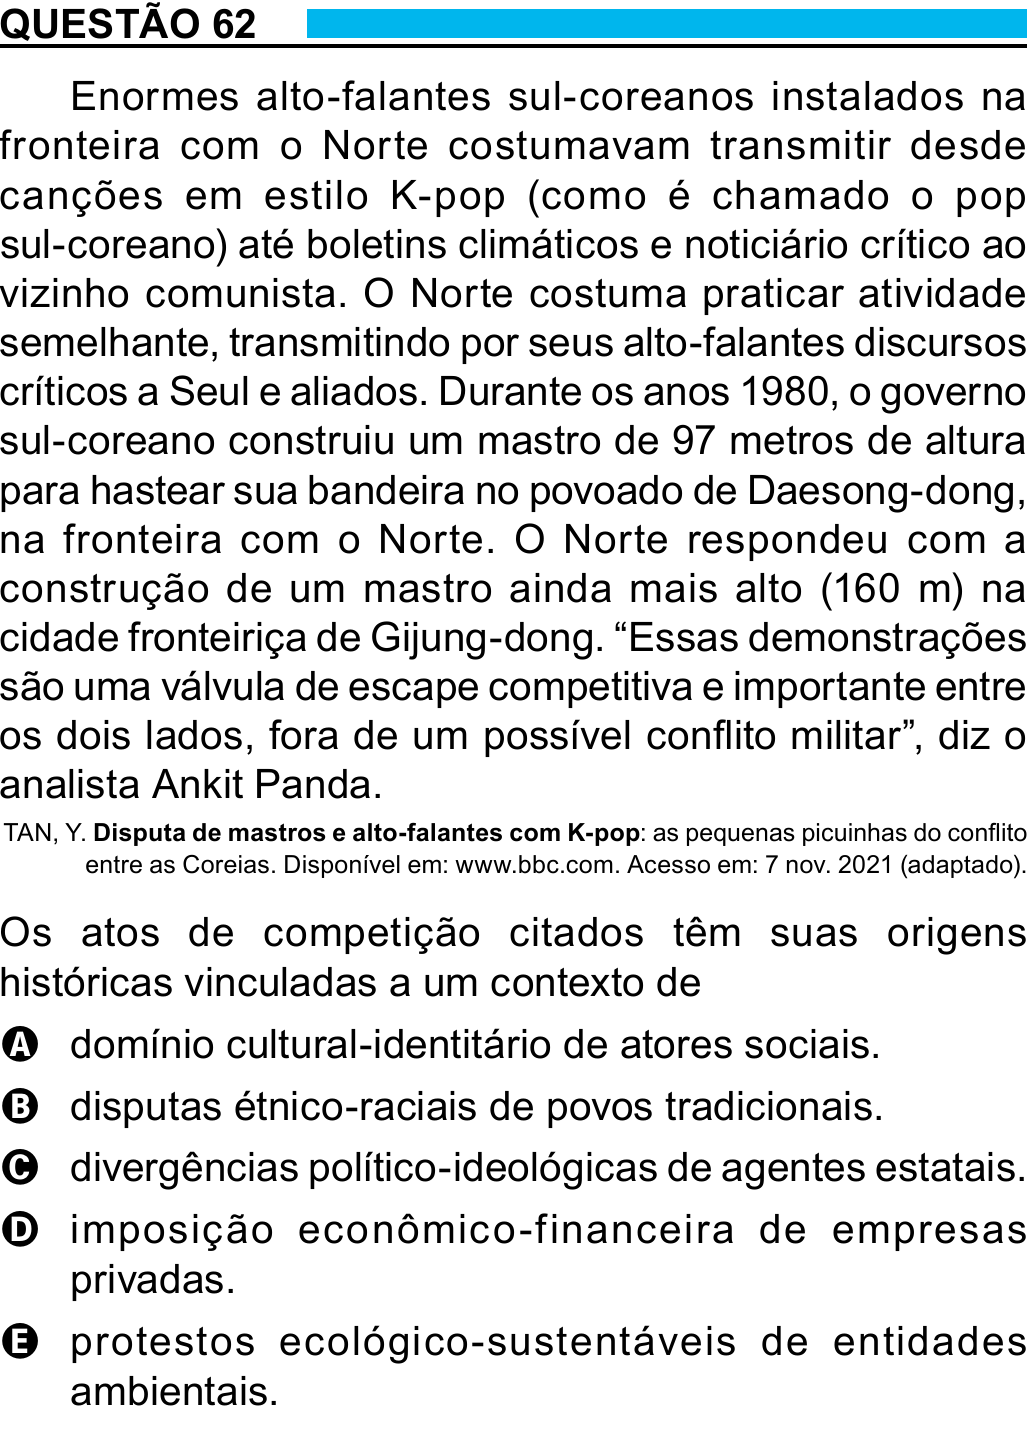 QUESTÃO 62
Enormes alto-falantes sul-coreanos instalados na
fronteira com o Norte costumavam transmitir desde
canções em estilo K-pop (como é chamado o pop
sul-coreano) até boletins climáticos e noticiário crítico ao
vizinho comunista. O Norte costuma praticar atividade
semelhante, transmitindo por seus alto-falantes discursos
críticos a Seul e aliados. Durante os anos 1980, o governo
sul-coreano construiu um mastro de 97 metros de altura
para hastear sua bandeira no povoado de Daesong-dong,
na fronteira com o Norte. O Norte respondeu com a
construção de um mastro ainda mais alto (160 m) na
cidade fronteiriça de Gijung-dong. “Essas demonstrações
são uma válvula de escape competitiva e importante entre
os dois lados, fora de um possível conflito militar”, diz o
analista Ankit Panda.
TAN, Y. Disputa de mastros e alto-falantes com K-pop: as pequenas picuinhas do conflito
entre as Coreias. Disponível em: www.bbc.com. Acesso em: 7 nov. 2021 (adaptado).
Os atos de competição citados têm suas origens
históricas vinculadas a um contexto de
A domínio cultural-identitário de atores sociais.
B disputas étnico-raciais de povos tradicionais.
C divergências político-ideológicas de agentes estatais.
D imposição econômico-financeira de empresas
privadas.
E protestos ecológico-sustentáveis de entidades
ambientais.